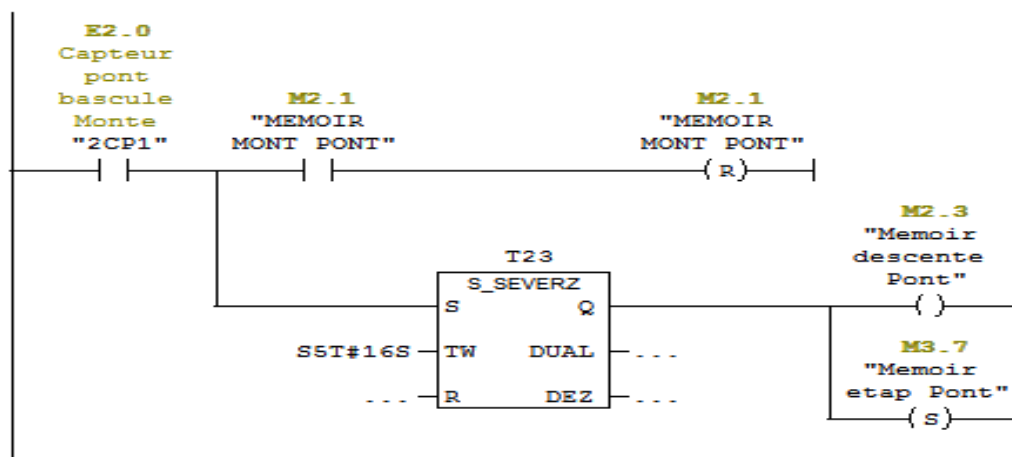 E2.0
Capteur
pont
bascule
Monte
"2CP1"
M2.1
"MEMOIR
MONT PONT"
M2.1
"MEMOIR
MONT PONT"
(R)
T23
S_SEVERZ
S Q
S5T#16S TW DUAL ...
... R DEZ ...
M2.3
"Memoir
descente
Pont"
( )
M3.7
"Memoir
etap Pont"
(S)